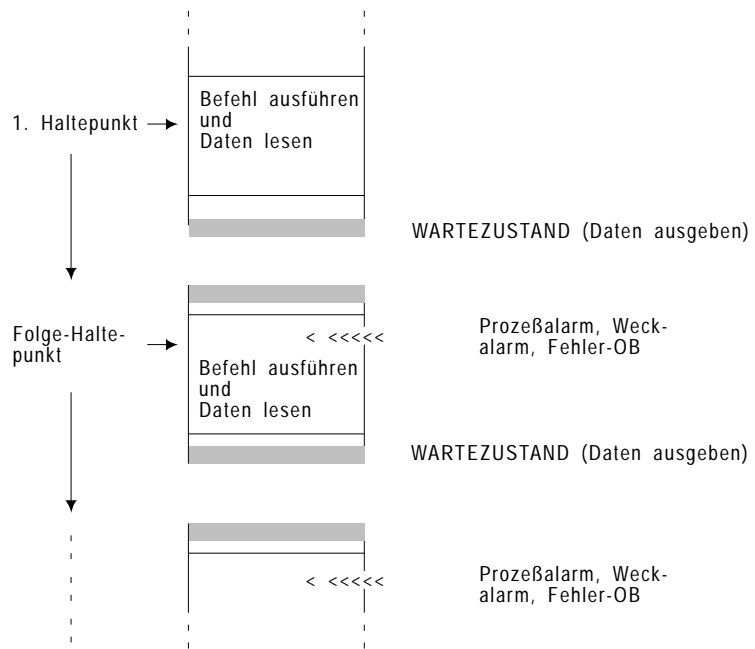 Befehl ausführen
und
Daten lesen
1. Haltepunkt
WARTEZUSTAND (Daten ausgeben)
Folge-Halte-
punkt
< <<<<<
Prozeßalarm, Weck-
alarm, Fehler-OB
Befehl ausführen
und
Daten lesen
WARTEZUSTAND (Daten ausgeben)
< <<<<<
Prozeßalarm, Weck-
alarm, Fehler-OB